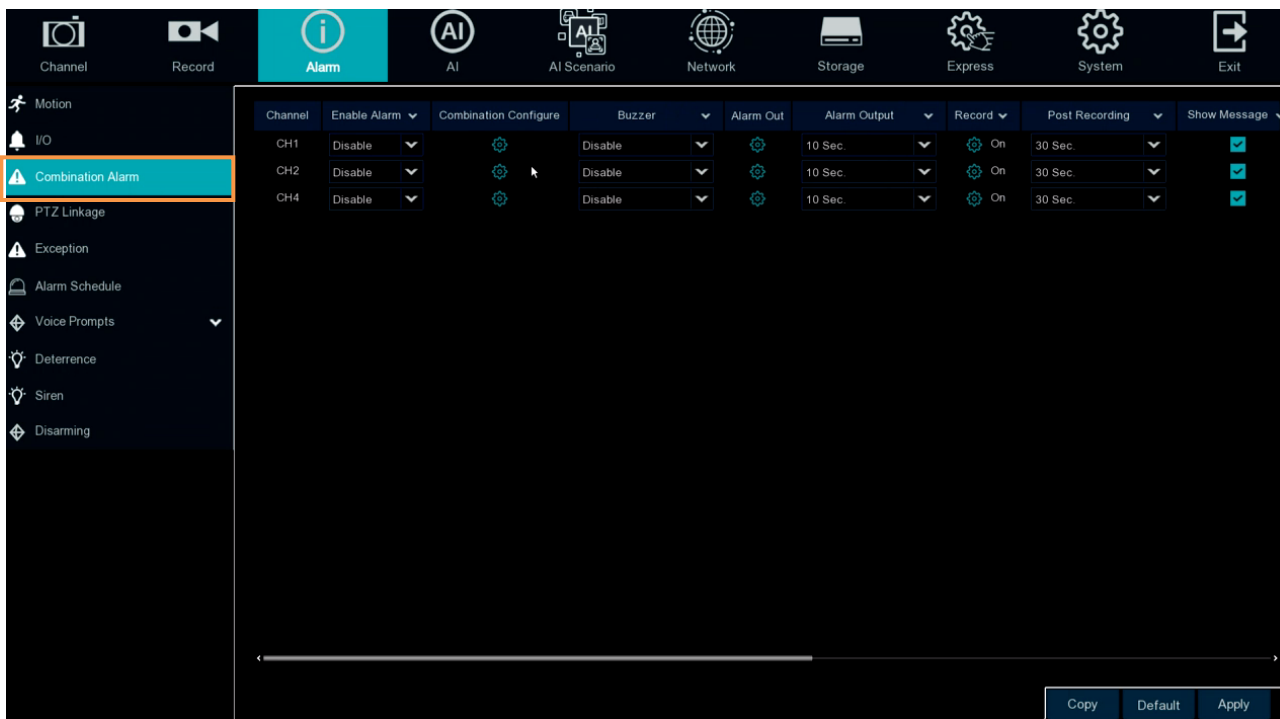 Channel Record Alarm AI AI Scenario Network Storage Express System Exit
Motion
I/O
Combination Alarm
PTZ Linkage
Exception
Alarm Schedule
Voice Prompts
Deterrence
Siren
Disarming
Channel Enable Alarm Combination Configure Buzzer Alarm Out Alarm Output Record Post Recording Show Message
CH1 Disable Disable 10 Sec. On 30 Sec.
CH2 Disable Disable 10 Sec. On 30 Sec.
CH4 Disable Disable 10 Sec. On 30 Sec.
Copy Default Apply